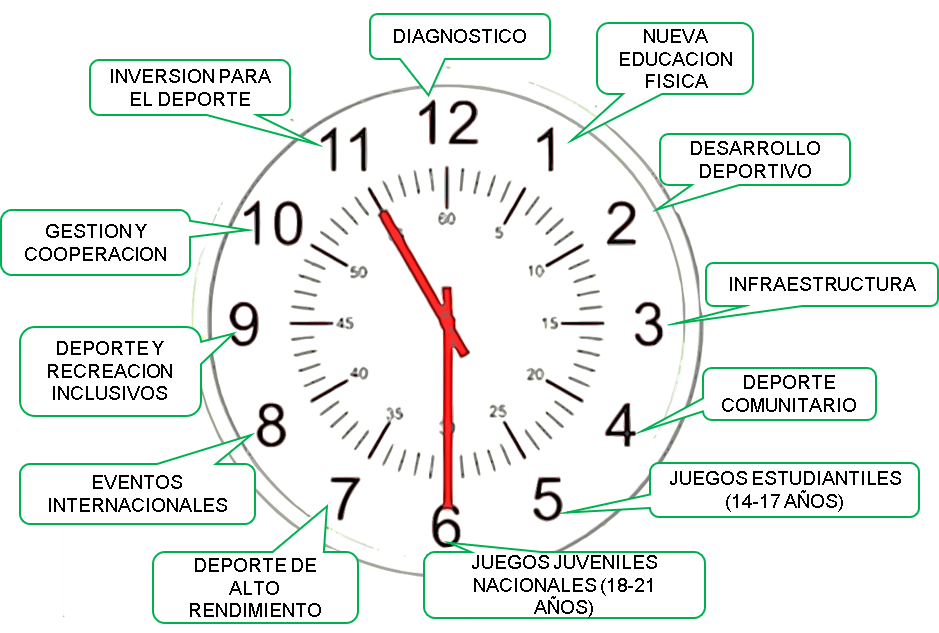 DIAGNOSTICO
NUEVA
EDUCACION
FISICA
DESARROLLO
DEPORTIVO
INFRAESTRUCTURA
DEPORTE
COMUNITARIO
JUEGOS ESTUDIANTILES
(14-17 AÑOS)
JUEGOS JUVENILES
NACIONALES (18-21
AÑOS)
DEPORTE DE
ALTO
RENDIMIENTO
EVENTOS
INTERNACIONALES
DEPORTE Y
RECREACION
INCLUSIVOS
GESTION Y
COOPERACION
INVERSION PARA
EL DEPORTE
12
1
2
3
4
5
6
7
8
9
10
11
60
5
10
15
20
25
35
40
45
50